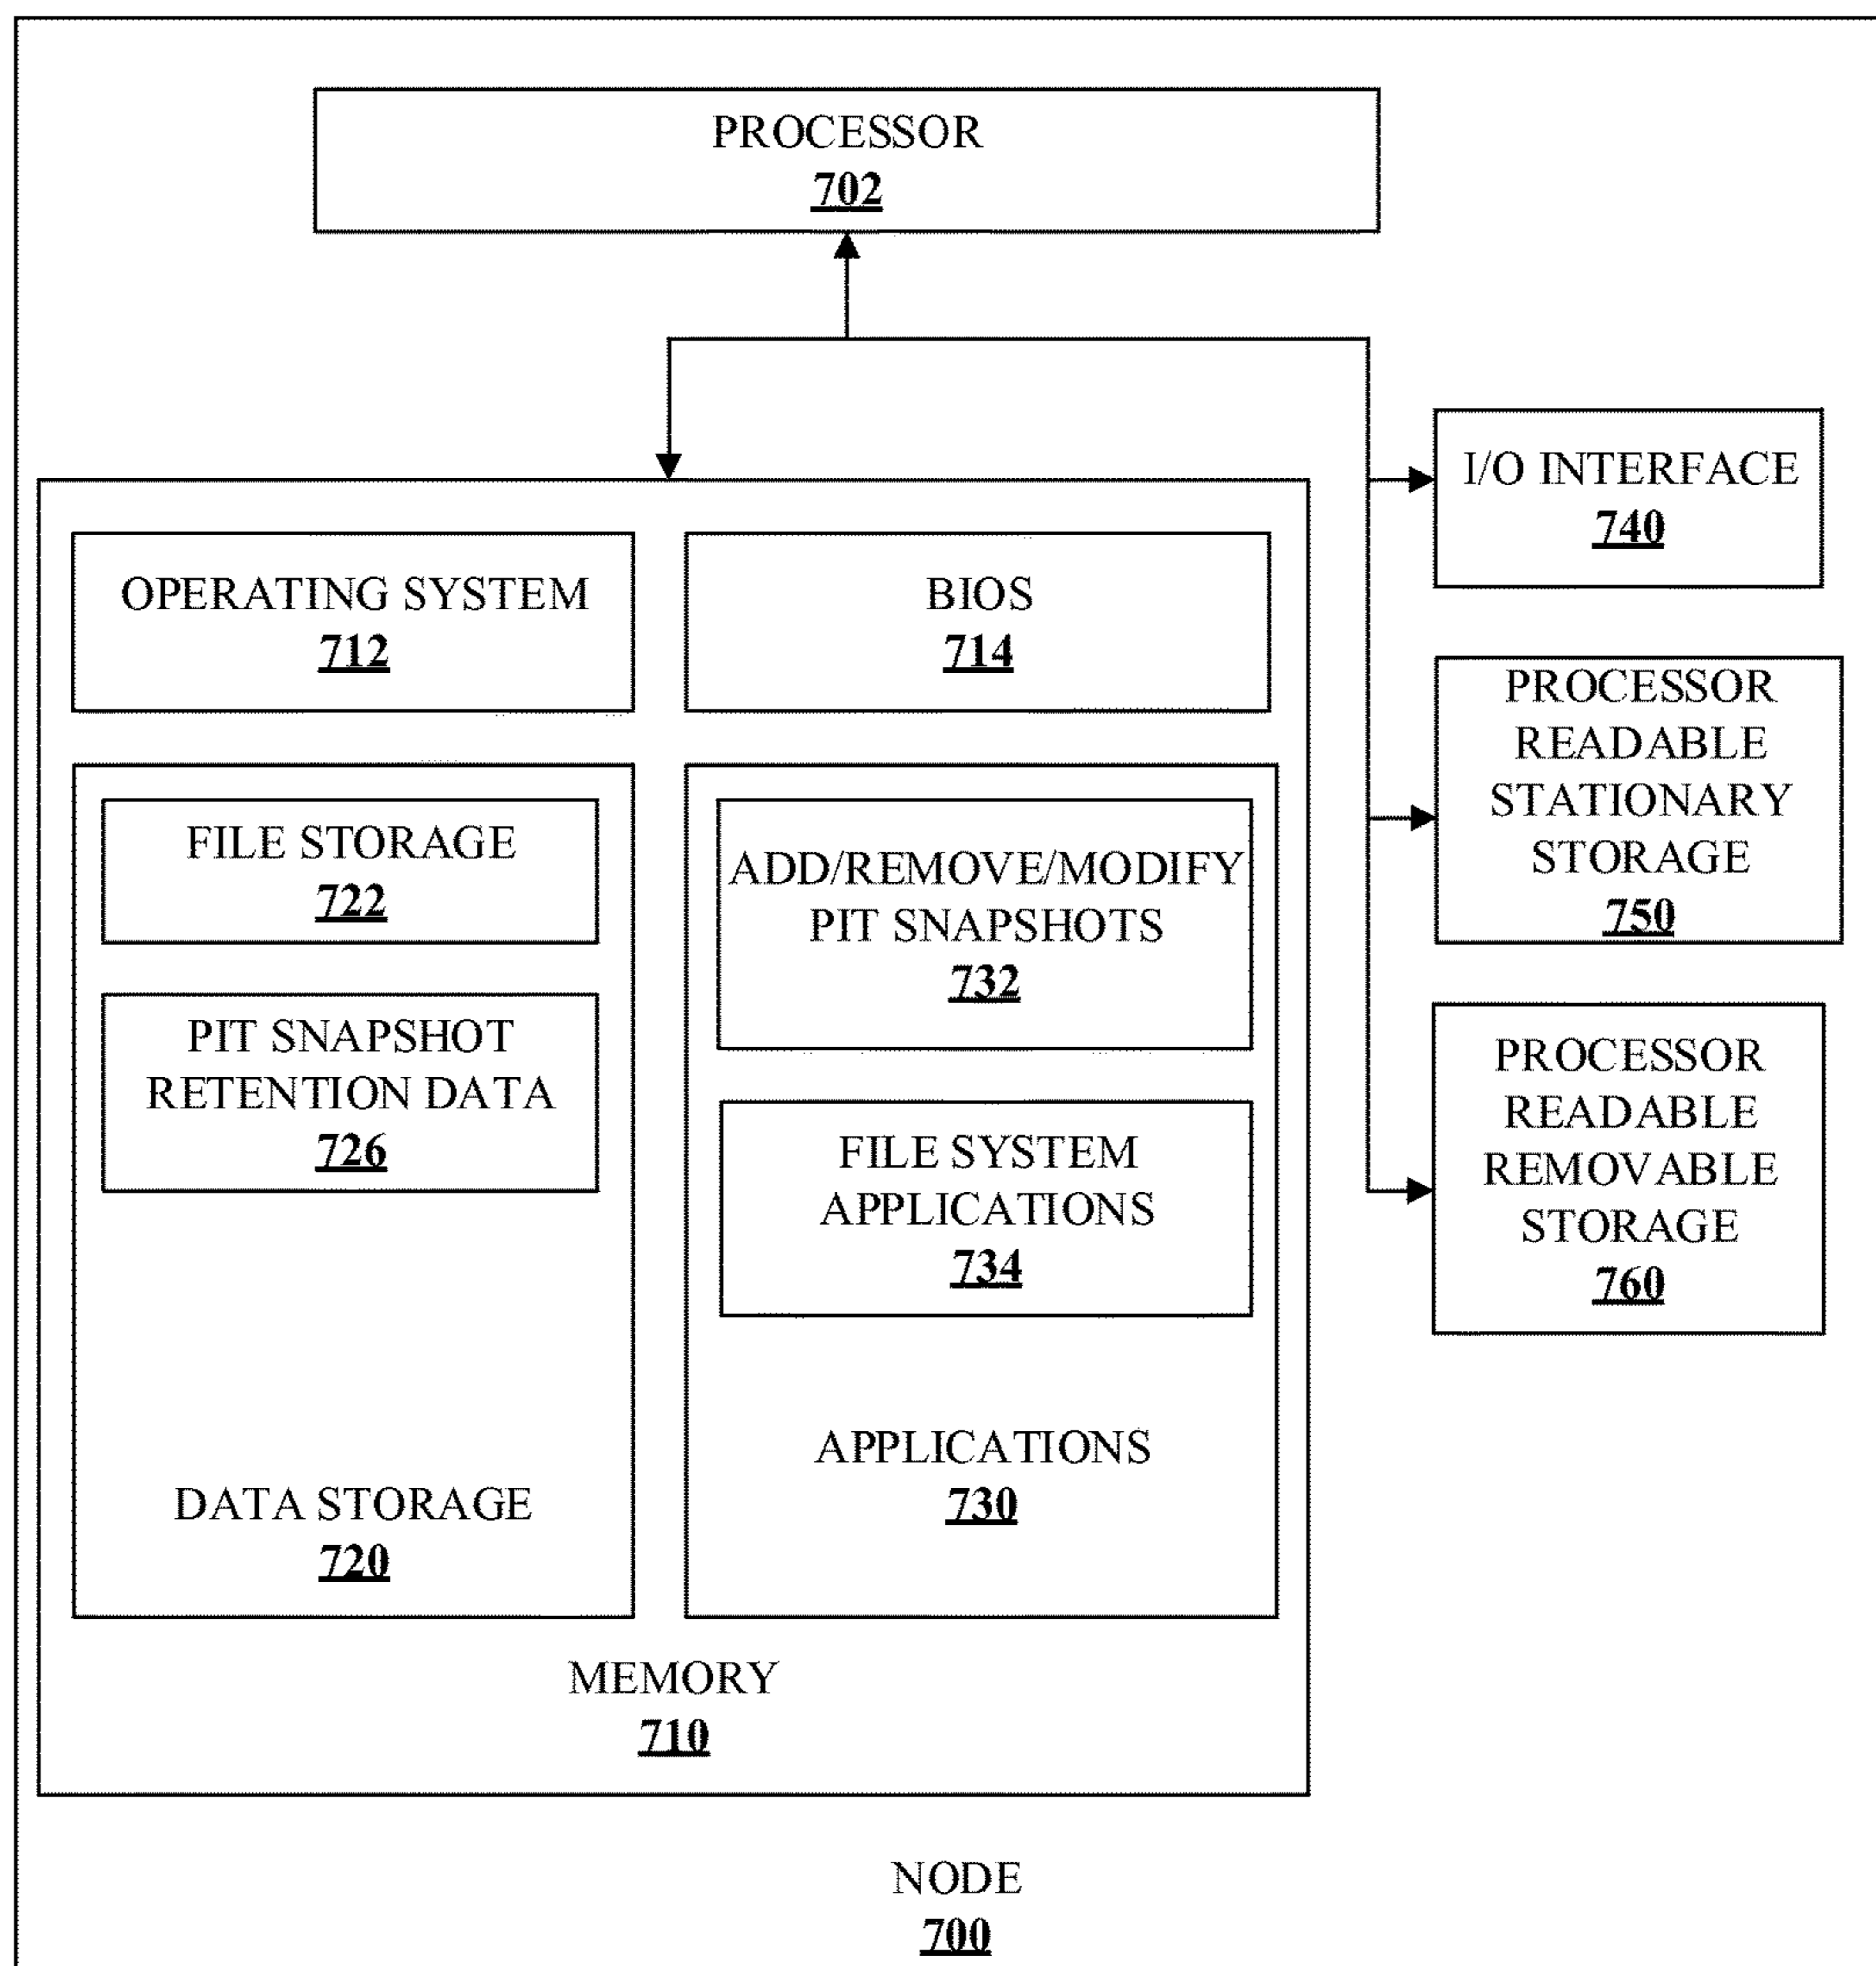 PROCESSOR
702
I/O INTERFACE
740
OPERATING SYSTEM
712
BIOS
714
PROCESSOR
READABLE
STATIONARY
STORAGE
750
FILE STORAGE
722
ADD/REMOVE/MODIFY
PIT SNAPSHOTS
732
PIT SNAPSHOT
RETENTION DATA
726
PROCESSOR
READABLE
REMOVABLE
STORAGE
760
FILE SYSTEM
APPLICATIONS
734
APPLICATIONS
730
DATA STORAGE
720
MEMORY
710
NODE
700